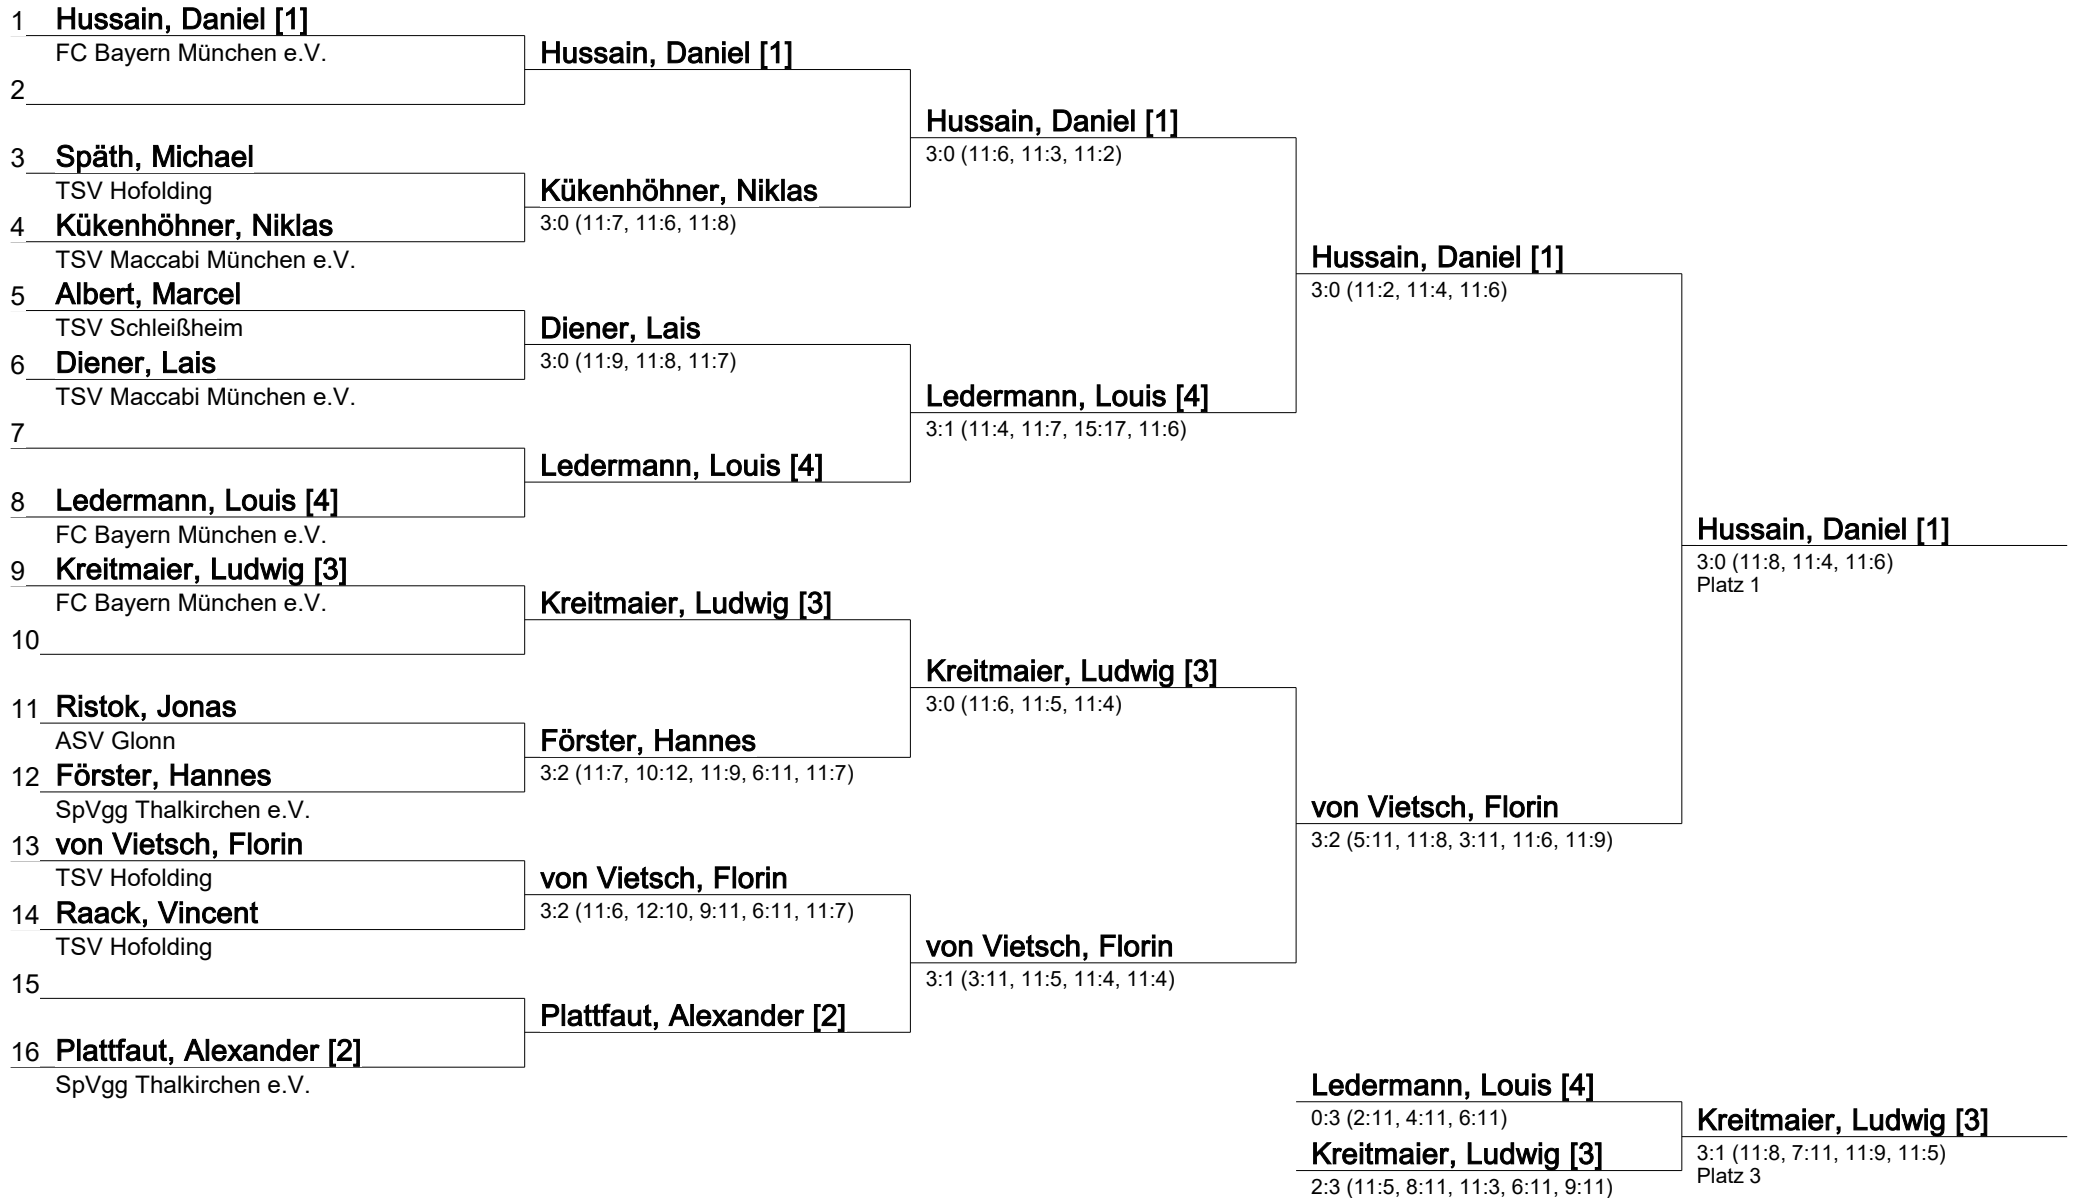 1 Hussain, Daniel [1]
FC Bayern München e.V.
2
3 Späth, Michael
TSV Hofolding
4 Kükenhöhner, Niklas
TSV Maccabi München e.V.
5 Albert, Marcel
TSV Schleißheim
6 Diener, Lais
TSV Maccabi München e.V.
7
8 Ledermann, Louis [4]
FC Bayern München e.V.
9 Kreitmaier, Ludwig [3]
FC Bayern München e.V.
10
11 Ristok, Jonas
ASV Glonn
12 Förster, Hannes
SpVgg Thalkirchen e.V.
13 von Vietsch, Florin
TSV Hofolding
14 Raack, Vincent
TSV Hofolding
15
16 Plattfaut, Alexander [2]
SpVgg Thalkirchen e.V.
Hussain, Daniel [1]
Kükenhöhner, Niklas
3:0 (11:7, 11:6, 11:8)
Diener, Lais
3:0 (11:9, 11:8, 11:7)
Ledermann, Louis [4]
Kreitmaier, Ludwig [3]
Förster, Hannes
3:2 (11:7, 10:12, 11:9, 6:11, 11:7)
von Vietsch, Florin
3:2 (11:6, 12:10, 9:11, 6:11, 11:7)
Plattfaut, Alexander [2]
Hussain, Daniel [1]
3:0 (11:6, 11:3, 11:2)
Ledermann, Louis [4]
3:1 (11:4, 11:7, 15:17, 11:6)
Kreitmaier, Ludwig [3]
3:0 (11:6, 11:5, 11:4)
von Vietsch, Florin
3:1 (3:11, 11:5, 11:4, 11:4)
Hussain, Daniel [1]
3:0 (11:2, 11:4, 11:6)
von Vietsch, Florin
3:2 (5:11, 11:8, 3:11, 11:6, 11:9)
Hussain, Daniel [1]
3:0 (11:8, 11:4, 11:6)
Platz 1
Ledermann, Louis [4]
0:3 (2:11, 4:11, 6:11)
Kreitmaier, Ludwig [3]
2:3 (11:5, 8:11, 11:3, 6:11, 9:11)
Kreitmaier, Ludwig [3]
3:1 (11:8, 7:11, 11:9, 11:5)
Platz 3